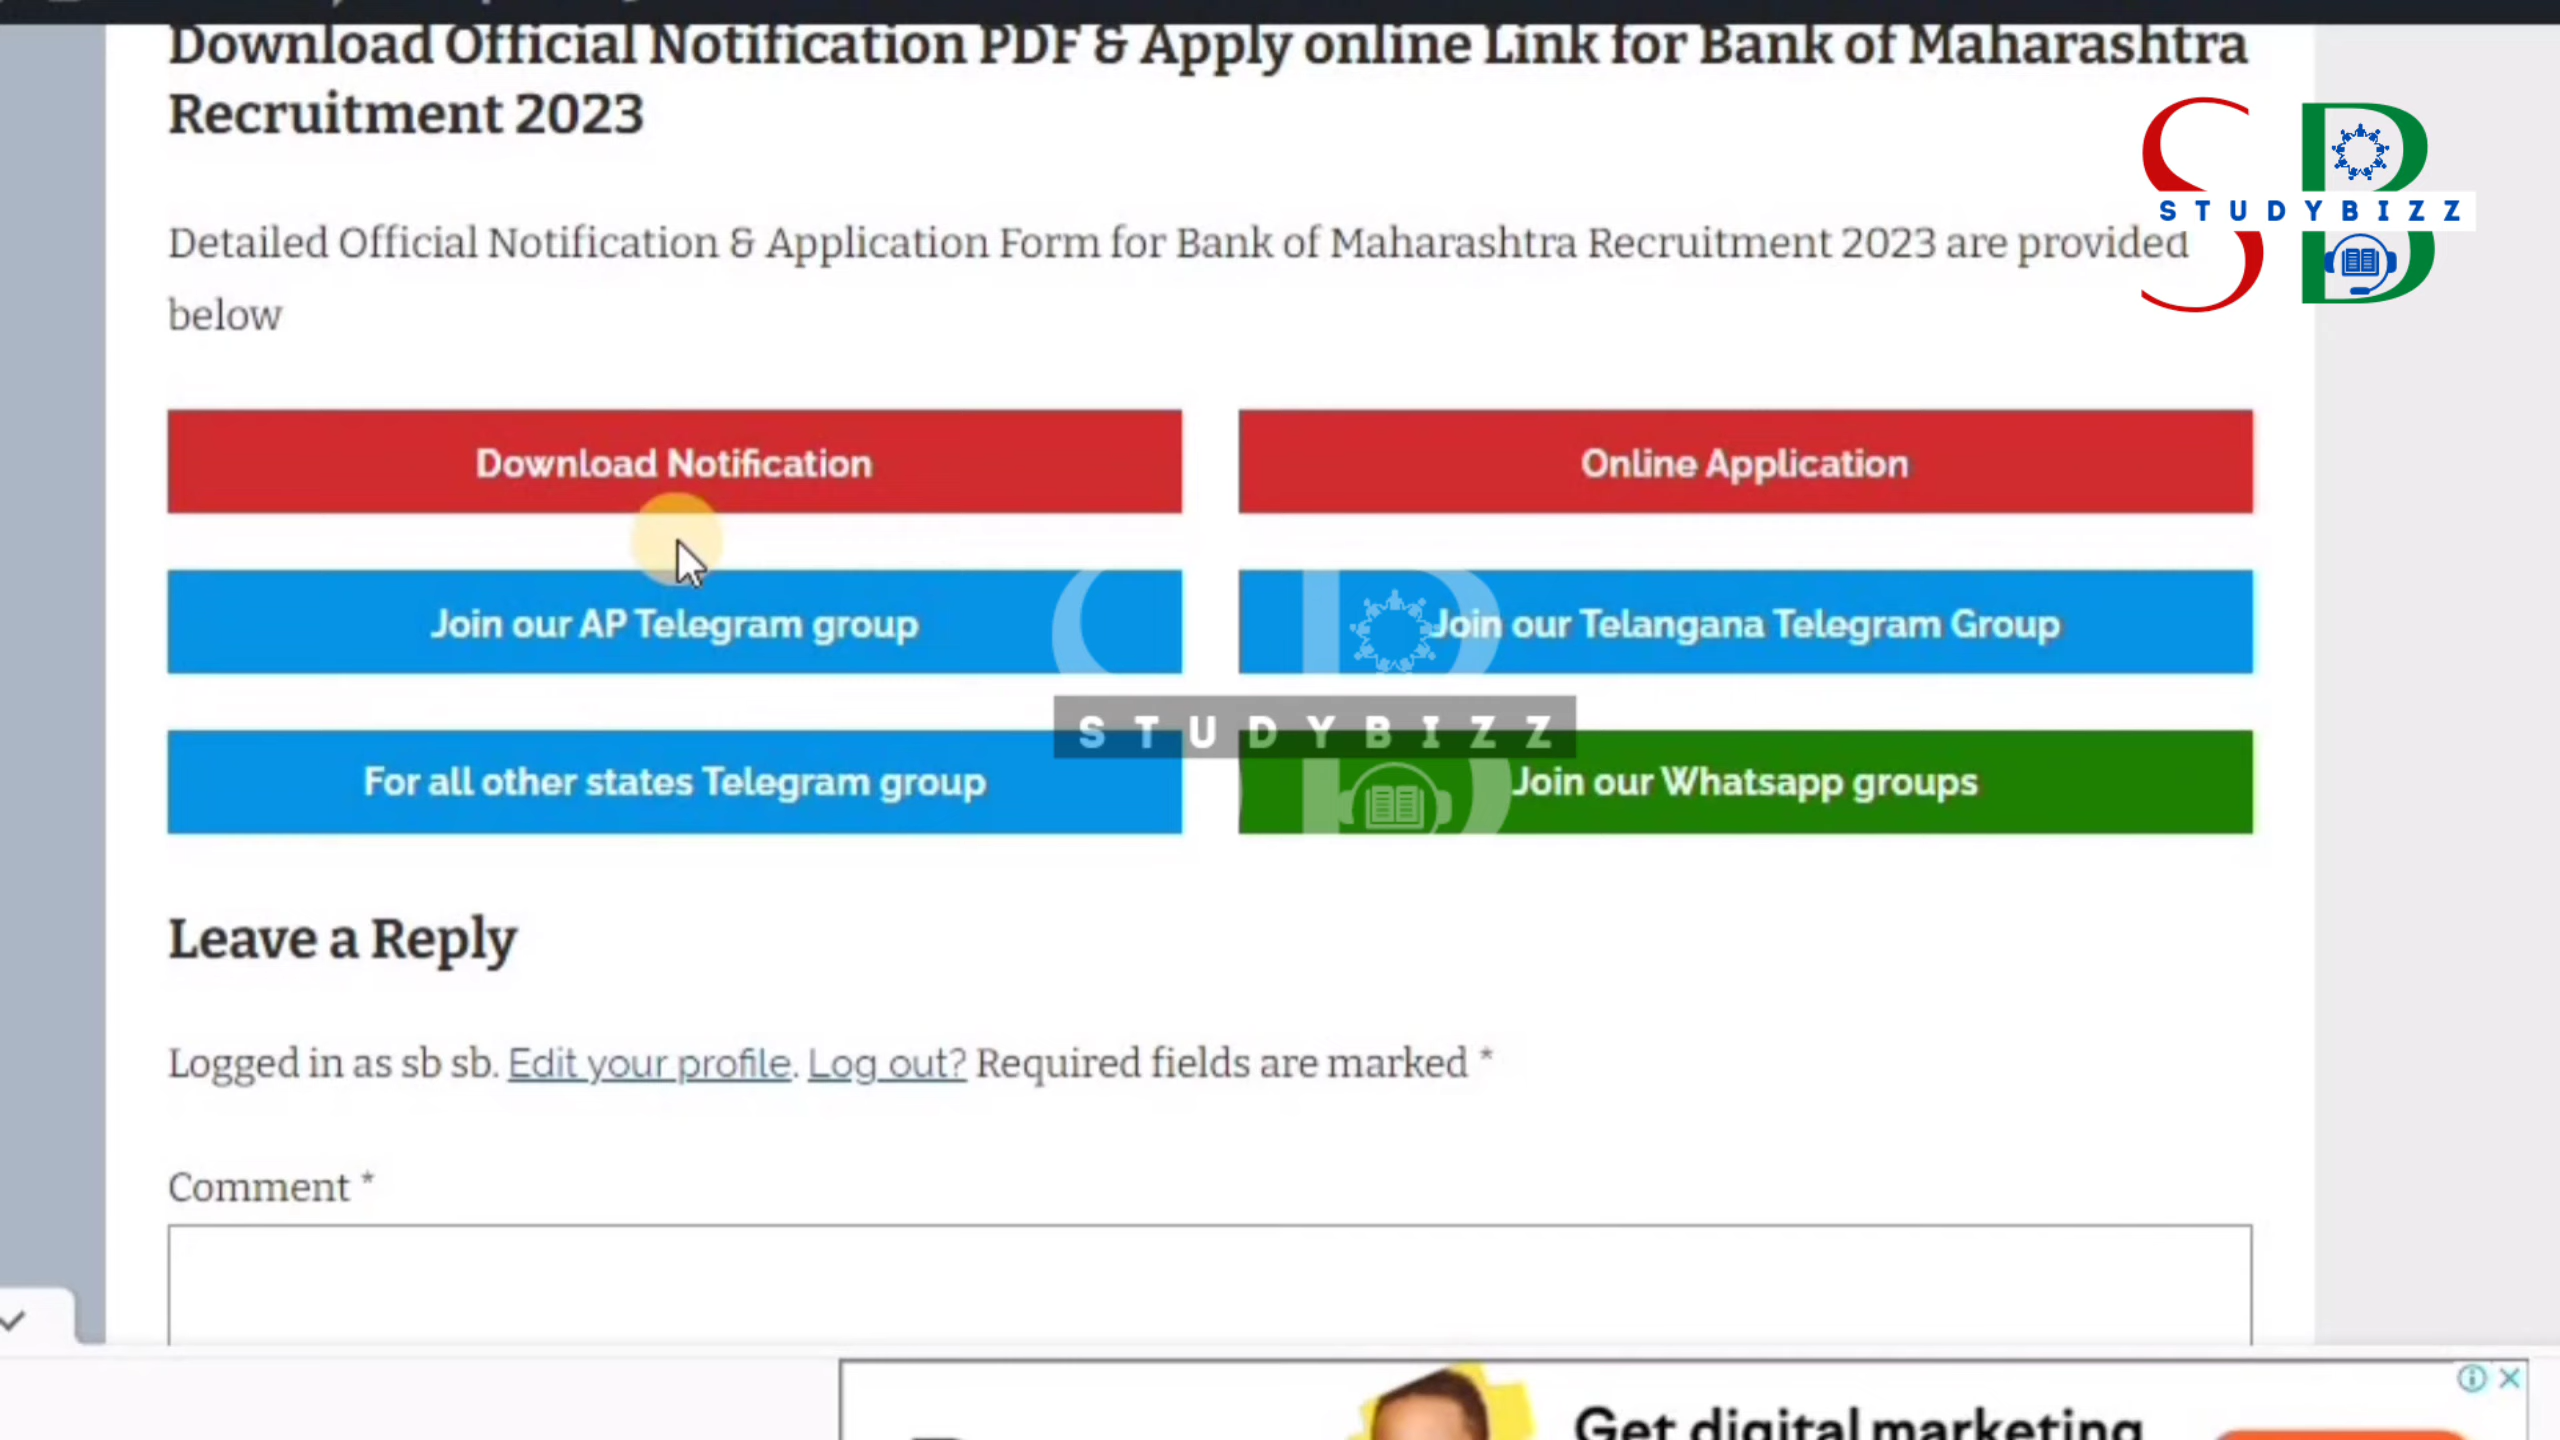 Download Official Notification PDF & Apply online Link for Bank of Maharashtra
Recruitment 2023
STUDYBIZZ
Detailed Official Notification & Application Form for Bank of Maharashtra Recruitment 2023 are provided
below
Download Notification
Online Application
Join our AP Telegram group
Join our Telangana Telegram Group
STUDYBIZZ
For all other states Telegram group
Join our Whatsapp groups
Leave a Reply
Logged in as sb sb. Edit your profile. Log out? Required fields are marked *
Comment *
Get digital marketing